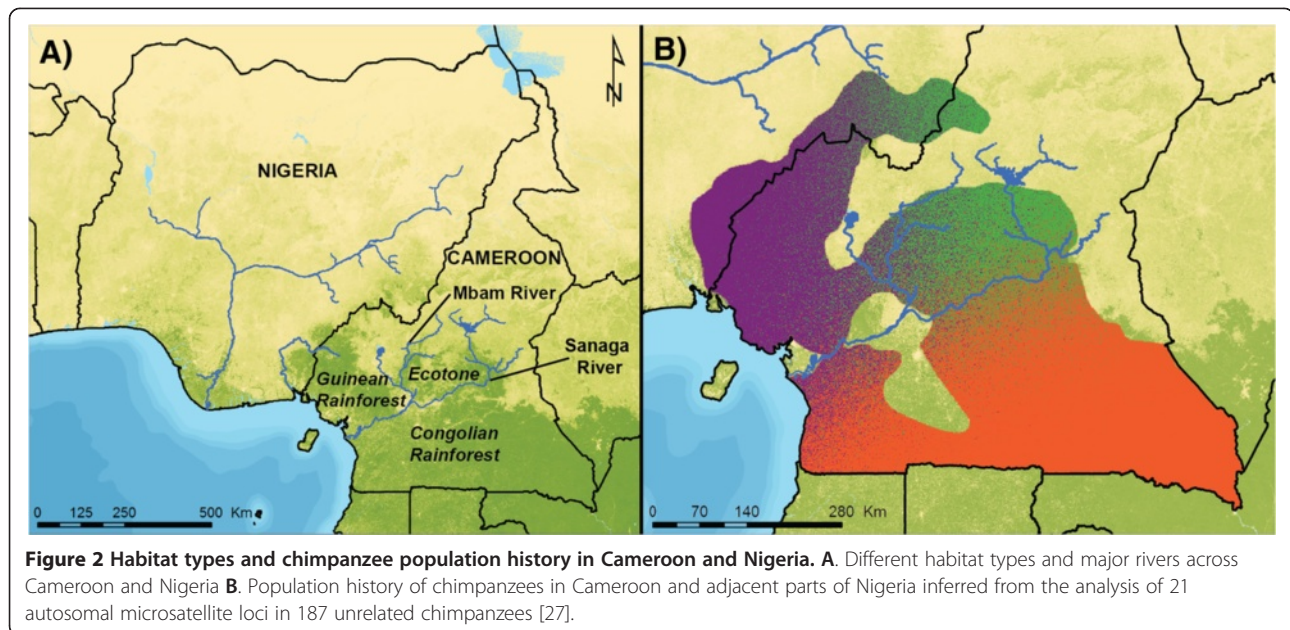 A)
N
NIGERIA
CAMEROON
Mbam River
Sanaga
River
Guinean
Rainforest
Ecotone
Congolian
Rainforest
0 125 250 500 Km
B)
0 70 140 280 Km
Figure 2 Habitat types and chimpanzee population history in Cameroon and Nigeria. A. Different habitat types and major rivers across
Cameroon and Nigeria B. Population history of chimpanzees in Cameroon and adjacent parts of Nigeria inferred from the analysis of 21
autosomal microsatellite loci in 187 unrelated chimpanzees [27].